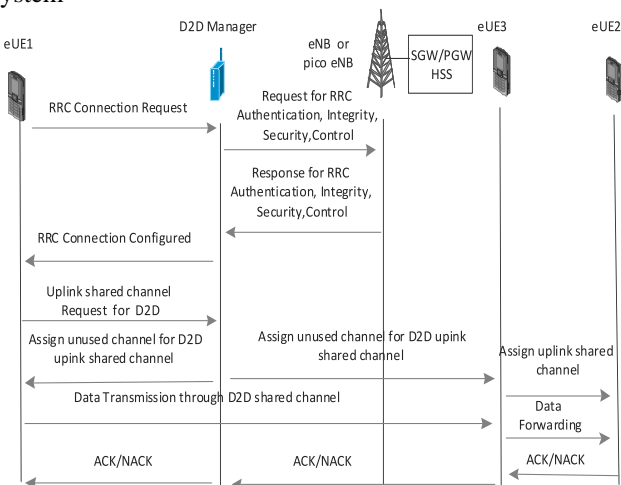 ystem
D2D Manager
eUE1
eNB or
pico eNB
SGW/PGW
HSS
eUE3
eUE2
RRC Connection Request
Request for RRC
Authentication, Integrity,
Security,Control
Response for RRC
Authentication, Integrity,
Security,Control
RRC Connection Configured
Uplink shared channel
Request for D2D
Assign unused channel for D2D
upink shared channel
Assign unused channel for D2D upink
shared channel
Assign uplink shared
channel
Data Transmission through D2D shared channel
Data
Forwarding
ACK/NACK
ACK/NACK
ACK/NACK